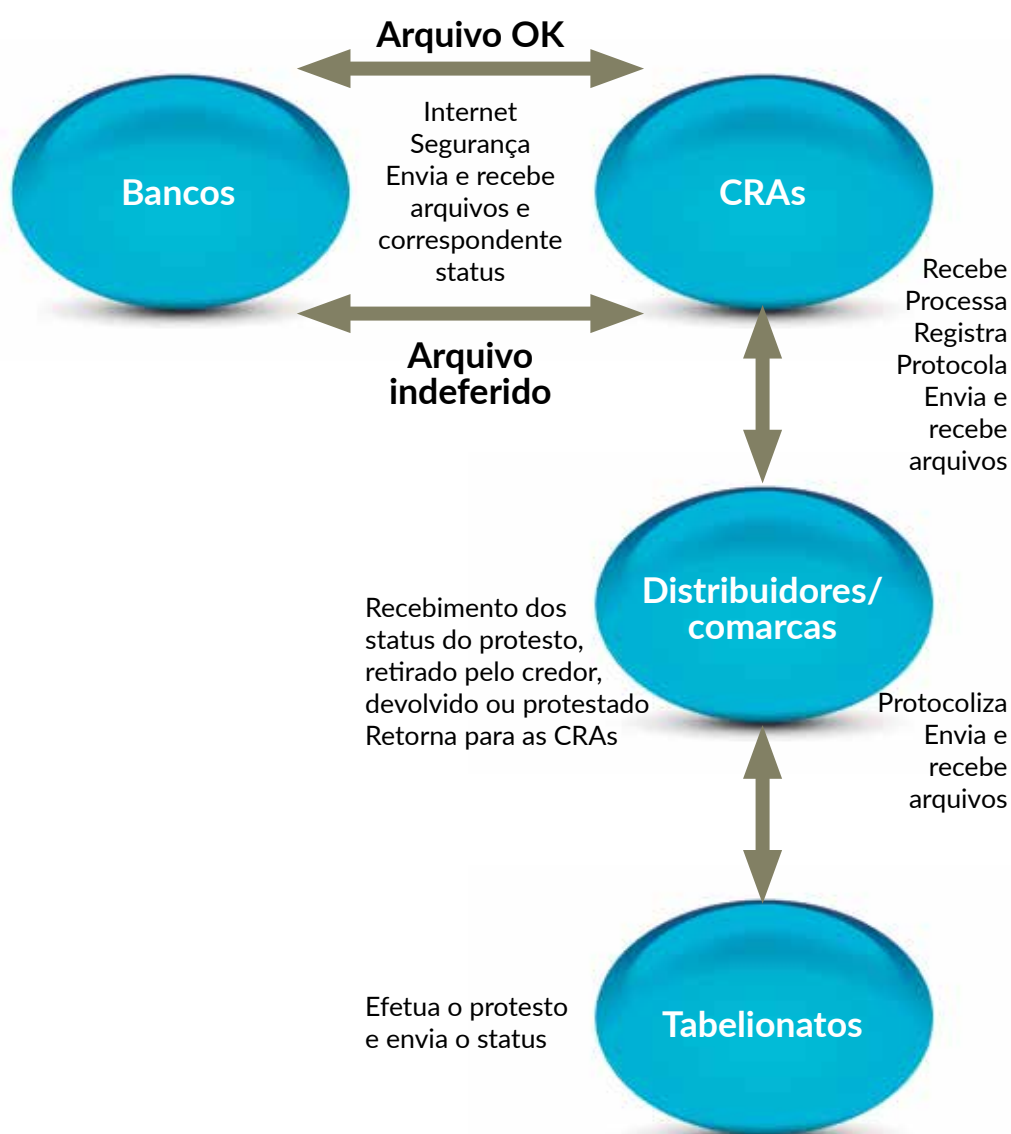 Arquivo OK
Bancos
Internet
Segurança
Envia e recebe
arquivos e
correspondente
status
CRAs
Arquivo
indeferido
Recebe
Processa
Registra
Protocola
Envia e
recebe
arquivos
Distribuidores/
comarcas
Recebimento dos
status do protesto,
retirado pelo credor,
devolvido ou protestado
Retorna para as CRAs
Protocoliza
Envia e
recebe
arquivos
Efetua o protesto
e envia o status
Tabelionatos